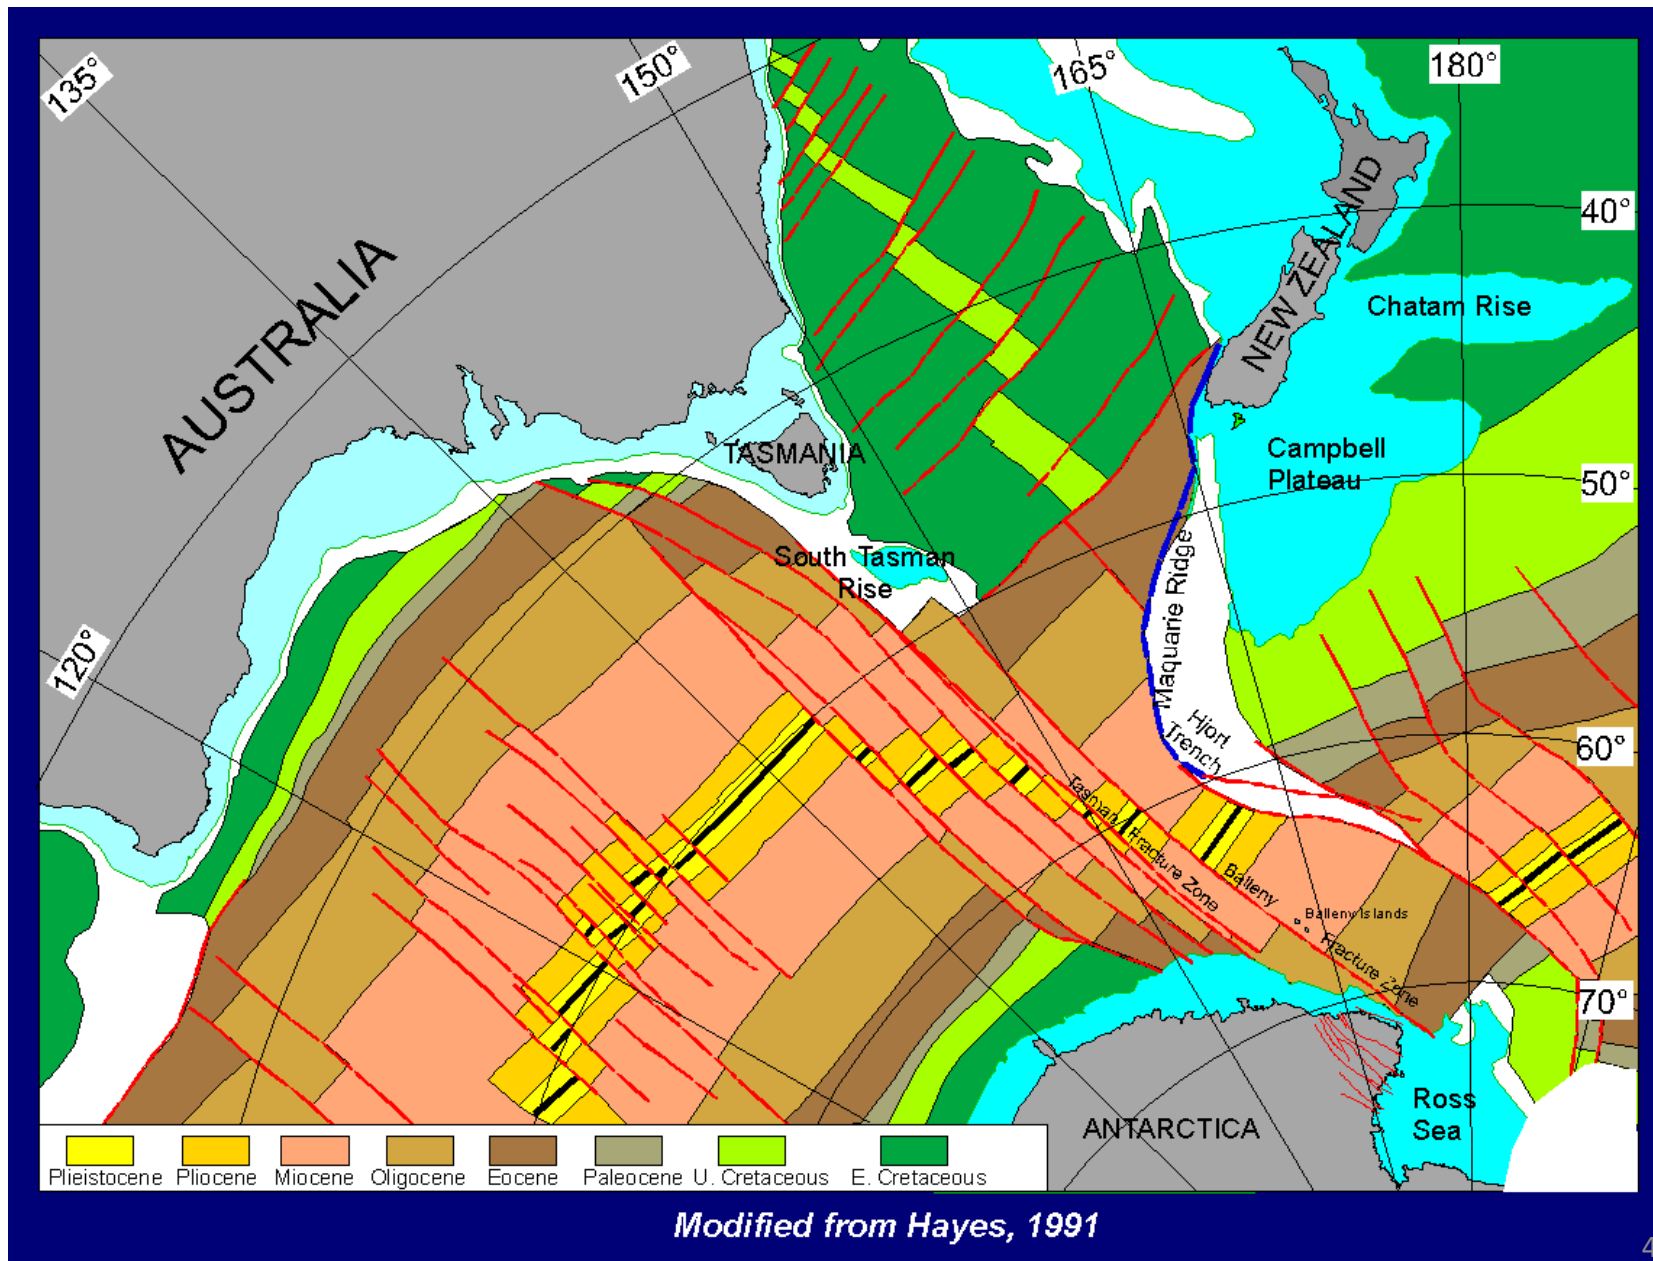 135°
150°
165°
180°
40°
AUSTRALIA
NEW ZEALAND
Chatam Rise
TASMANIA
Campbell
Plateau
50°
South Tasman
Rise
Maquarie Ridge
120°
Hjort
Trench
60°
Tasman Fracture Zone
Balleny
Balleny Islands
Fracture Zone
70°
ANTARCTICA
Ross
Sea
Plieistocene Pliocene Miocene Oligocene Eocene Paleocene U. Cretaceous E. Cretaceous
Modified from Hayes, 1991
4